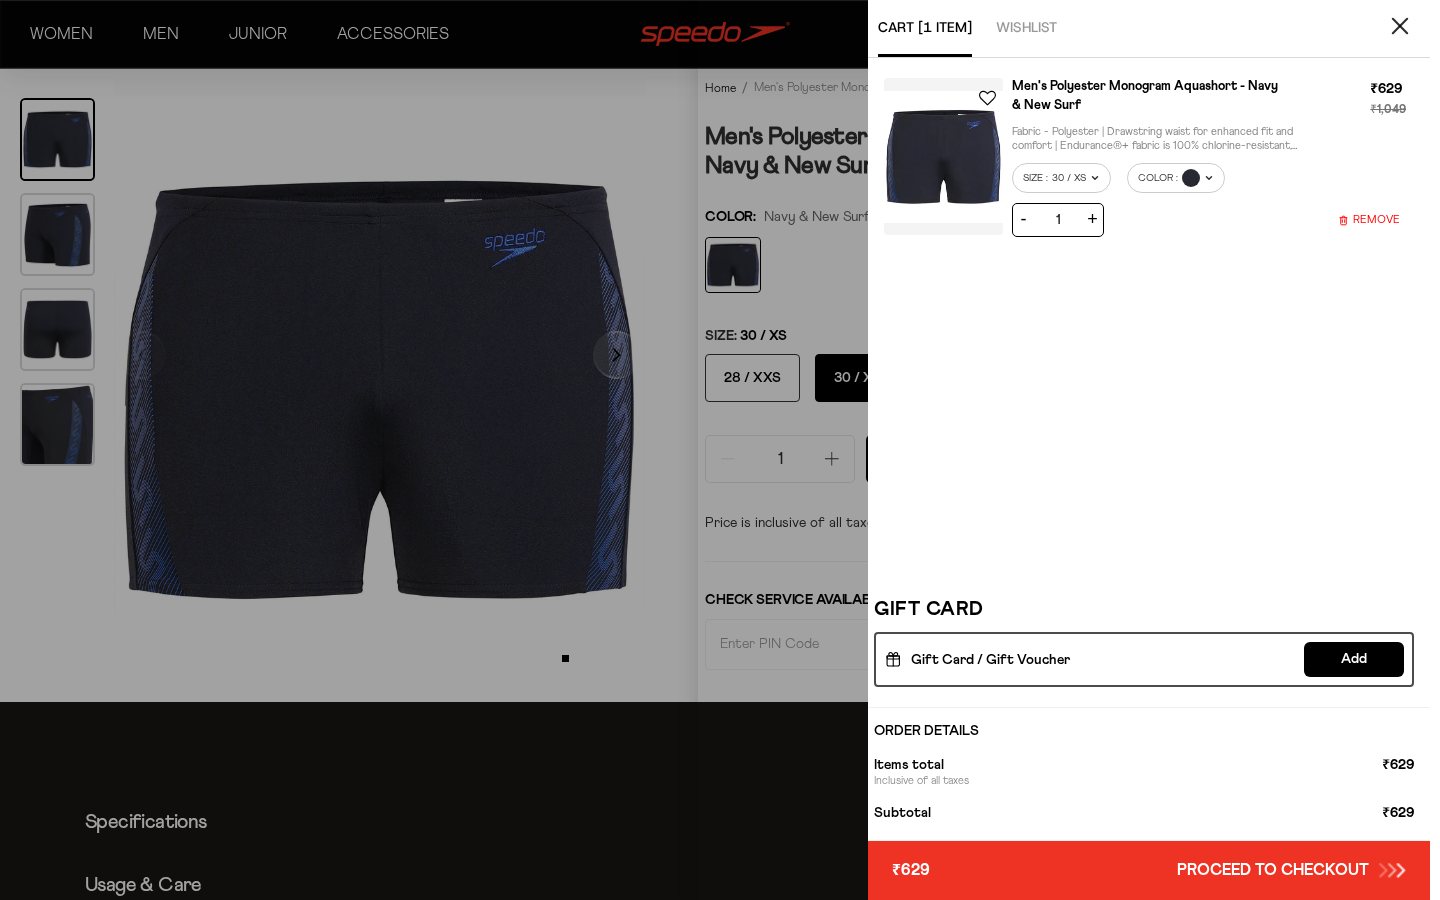 WOMEN MEN JUNIOR ACCESSORIES
speedo
Home / Men's Polyester Mono
Men's Polyester
Navy & New Sur
COLOR: Navy & New Surf
SIZE: 30 / XS
28 / XXS 30 / X
1
Price is inclusive of all taxe
CHECK SERVICE AVAILAB
Enter PIN Code
Specifications
Usage & Care
CART [1 ITEM] WISHLIST
Men's Polyester Monogram Aquashort - Navy
& New Surf
₹629
₹1,049
Fabric - Polyester | Drawstring waist for enhanced fit and
comfort | Endurance®+ fabric is 100% chlorine-resistant,...
SIZE : 30 / XS COLOR :
- 1 +
REMOVE
GIFT CARD
Gift Card / Gift Voucher Add
ORDER DETAILS
Items total ₹629
Inclusive of all taxes
Subtotal ₹629
₹629 PROCEED TO CHECKOUT
speedo